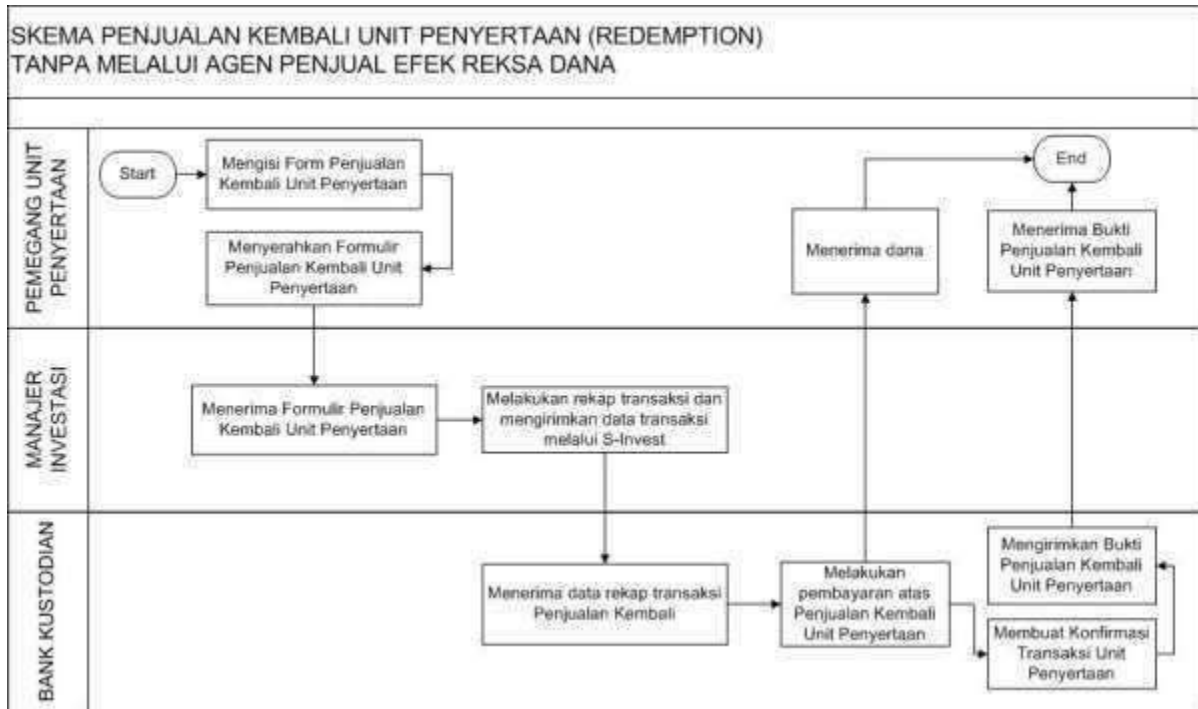 SKEMA PENJUALAN KEMBALI UNIT PENYERTAAN (REDEMPTION)
TANPA MELALUI AGEN PENJUAL EFEK REKSA DANA
PEMEGANG UNIT
PENYERTAAN
Start
Mengisi Form Penjualan
Kembali Unit Penyertaan
Menyerahkan Formulir
Penjualan Kembali Unit
Penyertaan
Menerima dana
End
Menerima Bukti
Penjualan Kembali
Unit Penyertaan
MANAJER
INVESTASI
Menerima Formulir Penjualan
Kembali Unit Penyertaan
Melakukan rekap transaksi dan
mengirimkan data transaksi
melalui S-Invest
BANK KUSTODIAN
Menerima data rekap transaksi
Penjualan Kembali
Melakukan
pembayaran atas
Penjualan Kembali
Unit Penyertaan
Mengirimkan Bukti
Penjualan Kembali
Unit Penyertaan
Membuat Konfirmasi
Transaksi Unit
Penyertaan